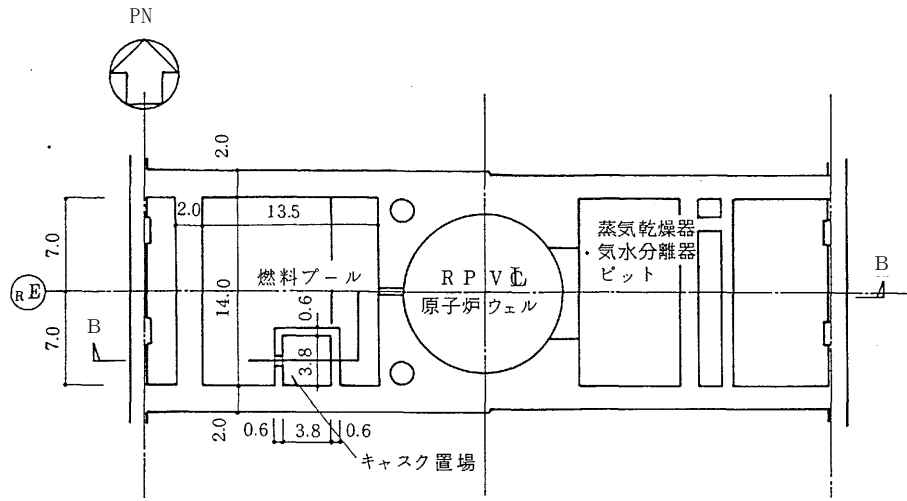 PN
2.0
2.0
13.5
7.0
蒸気乾燥器
・気水分離器
ピット
燃料プール
R P V ℄
原子炉ウェル
RE
14.0
0.6
B
B
7.0
3.8
2.0
0.6
3.8
0.6
キャスク置場